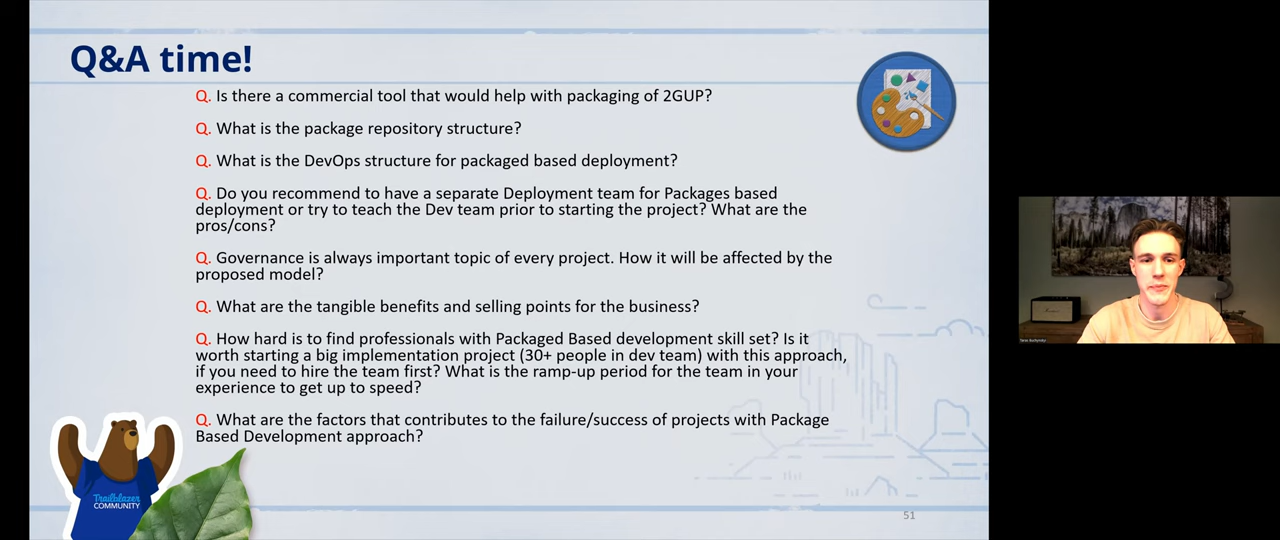 Q&A time!
Q. Is there a commercial tool that would help with packaging of 2GUP?
Q. What is the package repository structure?
Q. What is the DevOps structure for packaged based deployment?
Q. Do you recommend to have a separate Deployment team for Packages based
deployment or try to teach the Dev team prior to starting the project? What are the
pros/cons?
Q. Governance is always important topic of every project. How it will be affected by the
proposed model?
Q. What are the tangible benefits and selling points for the business?
Q. How hard is to find professionals with Packaged Based development skill set? Is it
worth starting a big implementation project (30+ people in dev team) with this approach,
if you need to hire the team first? What is the ramp-up period for the team in your
experience to get up to speed?
Q. What are the factors that contributes to the failure/success of projects with Package
Based Development approach?
Trailblazer
COMMUNITY
51